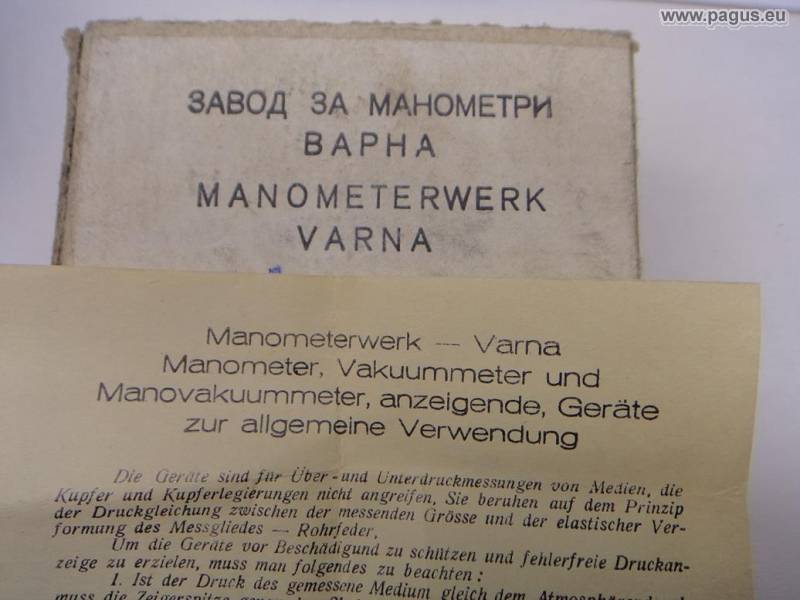 www.pagus.eu
ЗАВОД ЗА МАНОМЕТРИ
ВАРНА
MANOMETERWERK
VARNA
Manometerwerk — Varna
Manometer, Vakuummeter und
Manovakuummeter, anzeigende, Geräte
zur allgemeine Verwendung
Die Geräte sind für Über-und Unterdruckmessungen von Medien, die
Kupfer und Kupferlegierungen nicht angreifen, Sie beruhen auf dem Prinzip
der Druckgleichung zwischen der messenden Grösse und der elastischer Ver-
formung des Messgliedes — Rohrfeder,
Um die Geräte vor Beschädigund zu schützen und fehlerfreie Druckan-
zeige zu erzielen, muss man folgendes zu beachten :
1. Ist der Druck des gemessene Medium gleich dem
muss die Zeigerspitze